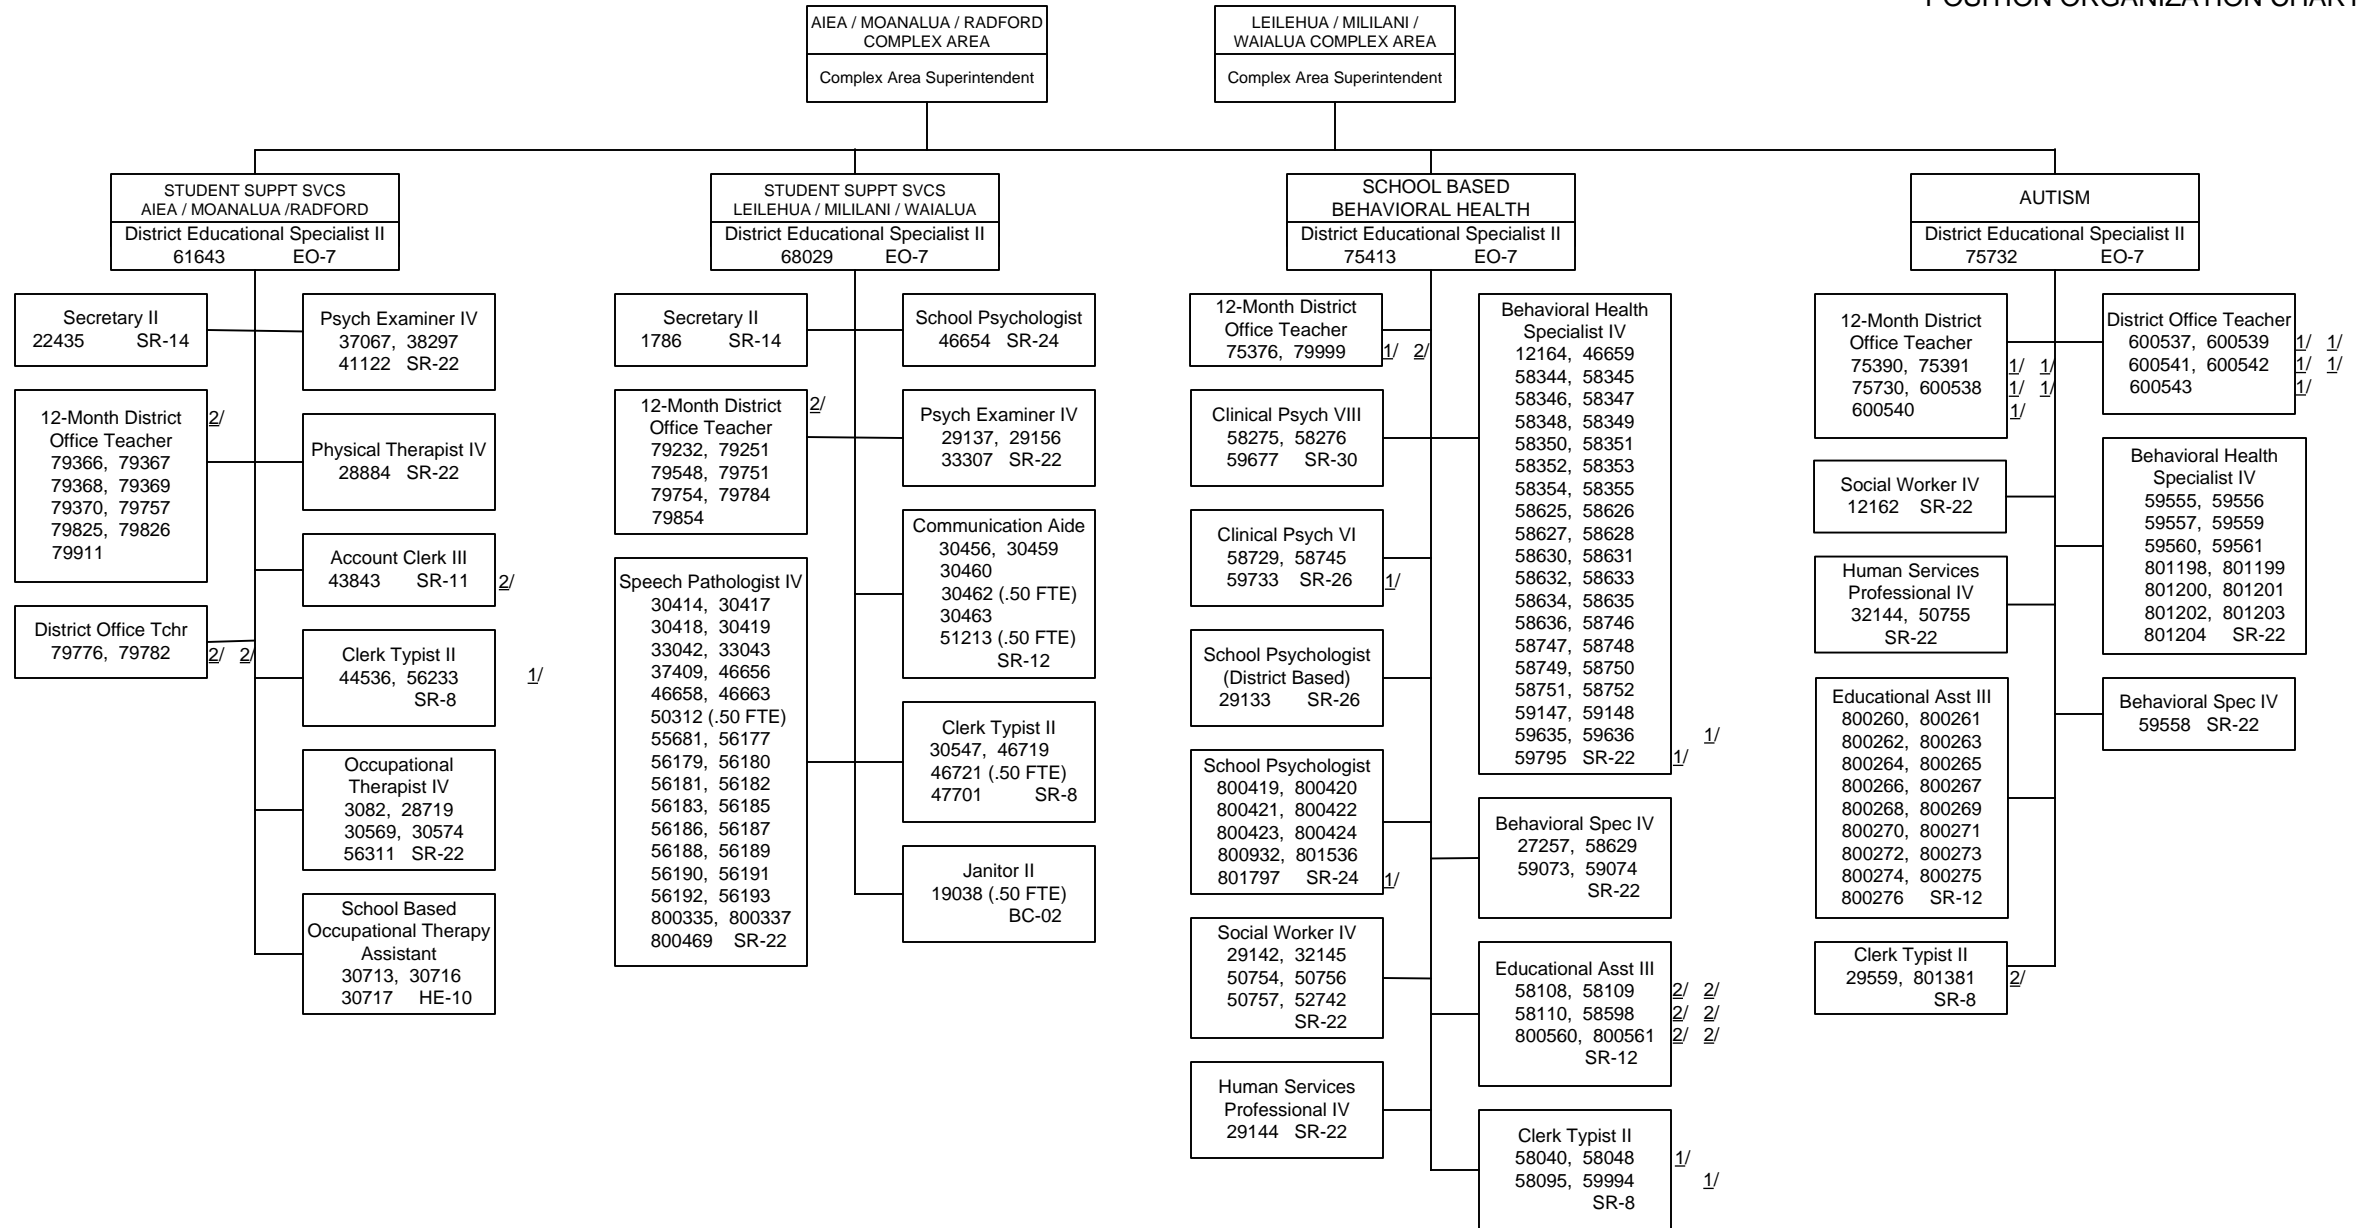 POSITION ORGANIZATION CHART
AIEA / MOANALUA / RADFORD
COMPLEX AREA
Complex Area Superintendent
LEILEHUA / MILILANI /
WAIALUA COMPLEX AREA
Complex Area Superintendent
STUDENT SUPPT SVCS
AIEA / MOANALUA /RADFORD
District Educational Specialist II
61643 EO-7
Secretary II
22435 SR-14
12-Month District
Office Teacher
79366, 79367
79368, 79369
79370, 79757
79825, 79826
79911
2/
District Office Tchr
79776, 79782
2/ 2/
Psych Examiner IV
37067, 38297
41122 SR-22
Physical Therapist IV
28884 SR-22
Account Clerk III
43843 SR-11
2/
Clerk Typist II
44536, 56233
SR-8
1/
Occupational
Therapist IV
3082, 28719
30569, 30574
56311 SR-22
School Based
Occupational Therapy
Assistant
30713, 30716
30717 HE-10
STUDENT SUPPT SVCS
LEILEHUA / MILILANI / WAIALUA
District Educational Specialist II
68029 EO-7
Secretary II
1786 SR-14
12-Month District
Office Teacher
79232, 79251
79548, 79751
79754, 79784
79854
2/
Speech Pathologist IV
30414, 30417
30418, 30419
33042, 33043
37409, 46656
46658, 46663
50312 (.50 FTE)
55681, 56177
56179, 56180
56181, 56182
56183, 56185
56186, 56187
56188, 56189
56190, 56191
56192, 56193
800335, 800337
800469 SR-22
School Psychologist
46654 SR-24
Psych Examiner IV
29137, 29156
33307 SR-22
Communication Aide
30456, 30459
30460
30462 (.50 FTE)
30463
51213 (.50 FTE)
SR-12
Clerk Typist II
30547, 46719
46721 (.50 FTE)
47701 SR-8
Janitor II
19038 (.50 FTE)
BC-02
SCHOOL BASED
BEHAVIORAL HEALTH
District Educational Specialist II
75413 EO-7
12-Month District
Office Teacher
75376, 79999
1/ 2/
Clinical Psych VIII
58275, 58276
59677 SR-30
Clinical Psych VI
58729, 58745
59733 SR-26
1/
School Psychologist
(District Based)
29133 SR-26
School Psychologist
800419, 800420
800421, 800422
800423, 800424
800932, 801536
801797 SR-24
1/
Social Worker IV
29142, 32145
50754, 50756
50757, 52742
SR-22
Human Services
Professional IV
29144 SR-22
Behavioral Health
Specialist IV
12164, 46659
58344, 58345
58346, 58347
58348, 58349
58350, 58351
58352, 58353
58354, 58355
58625, 58626
58627, 58628
58630, 58631
58632, 58633
58634, 58635
58636, 58746
58747, 58748
58749, 58750
58751, 58752
59147, 59148
59635, 59636 1/
59795 SR-22 1/
Behavioral Spec IV
27257, 58629
59073, 59074
SR-22
Educational Asst III
58108, 58109 2/ 2/
58110, 58598 2/ 2/
800560, 800561 2/ 2/
SR-12
Clerk Typist II
58040, 58048 1/
58095, 59994 1/
SR-8
AUTISM
District Educational Specialist II
75732 EO-7
12-Month District
Office Teacher
75390, 75391 1/ 1/
75730, 600538 1/ 1/
600540 1/
Social Worker IV
12162 SR-22
Human Services
Professional IV
32144, 50755
SR-22
Educational Asst III
800260, 800261
800262, 800263
800264, 800265
800266, 800267
800268, 800269
800270, 800271
800272, 800273
800274, 800275
800276 SR-12
Clerk Typist II
29559, 801381 2/
SR-8
District Office Teacher
600537, 600539 1/ 1/
600541, 600542 1/ 1/
600543 1/
Behavioral Health
Specialist IV
59555, 59556
59557, 59559
59560, 59561
801198, 801199
801200, 801201
801202, 801203
801204 SR-22
Behavioral Spec IV
59558 SR-22